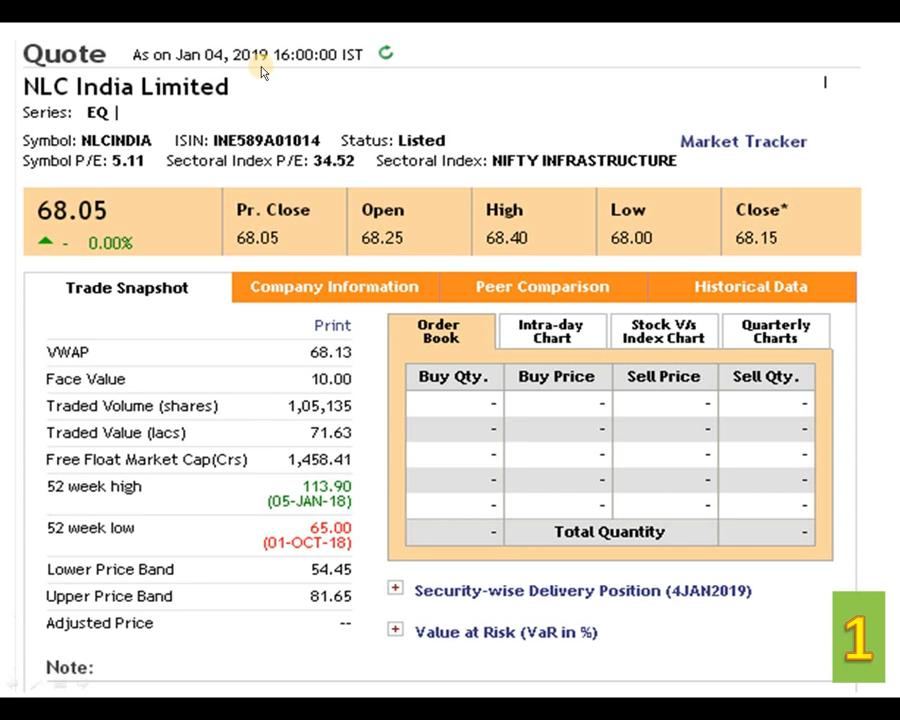 Quote As on Jan 04, 2019 16:00:00 IST
NLC India Limited
Series: EQ |
Symbol: NLCINDIA ISIN: INE589A01014 Status: Listed
Market Tracker
Symbol P/E: 5.11 Sectoral Index P/E: 34.52 Sectoral Index: NIFTY INFRASTRUCTURE
68.05 Pr. Close Open High Low Close*
- 0.00% 68.05 68.25 68.40 68.00 68.15
Trade Snapshot Company Information Peer Comparison Historical Data
Print
VWAP 68.13
Face Value 10.00
Traded Volume (shares) 1,05,135
Traded Value (lacs) 71.63
Free Float Market Cap(Crs) 1,458.41
52 week high 113.90
(05-JAN-18)
52 week low 65.00
(01-OCT-18)
Lower Price Band 54.45
Upper Price Band 81.65
Adjusted Price --
Note:
Order Intra-day Stock V/s Quarterly
Book Chart Index Chart Charts
Buy Qty. Buy Price Sell Price Sell Qty.
- - - -
- - - -
- - - -
- - - -
- - - -
- Total Quantity -
Security-wise Delivery Position (4JAN2019)
Value at Risk (VaR in %)
1